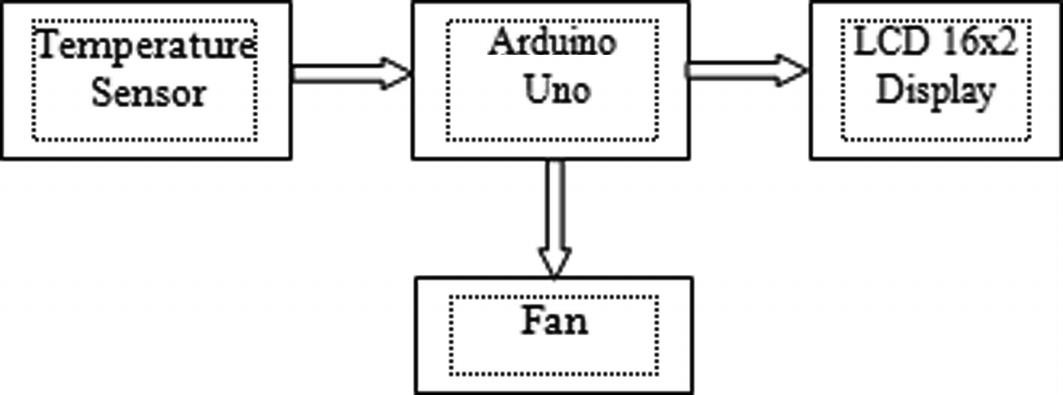 Temperature
Sensor
Arduino
Uno
LCD 16x2
Display
Fan